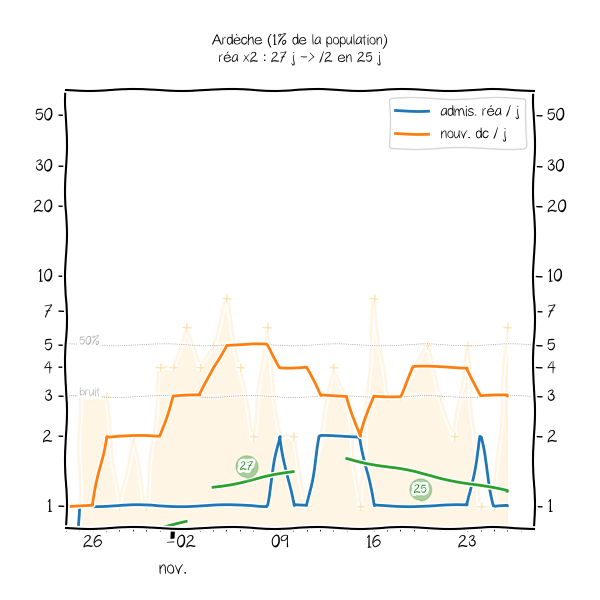 Ardèche (1% de la population)
réa x2 : 27 j -> /2 en 25 j
admis. réa / j
nouv. dc / j
50 50
30 30
20 20
10 10
7 7
5 50% 5
4 4
3 bruit 3
2 2
27
25
1 1
26 02 09 16 23
nov.